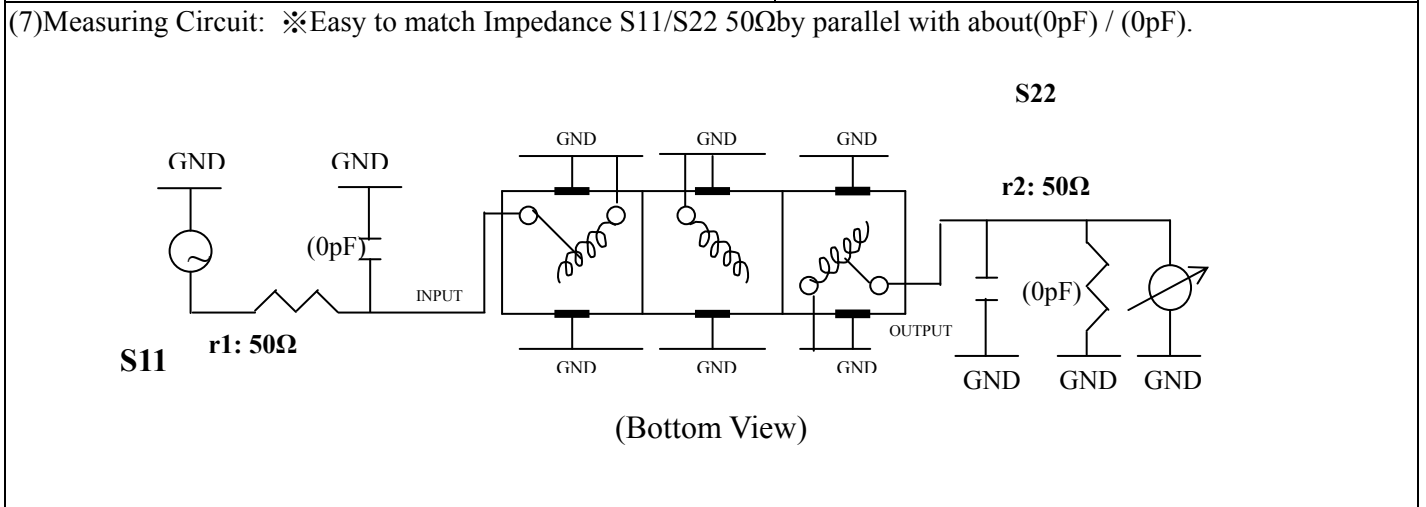 (7)Measuring Circuit: ※Easy to match Impedance S11/S22 50Ωby parallel with about(0pF) / (0pF).
S22
GND GND GND
GND GND
r2: 50Ω
(0pF)
(0pF)
INPUT
OUTPUT
r1: 50Ω
S11
GND GND GND
GND GND GND
(Bottom View)